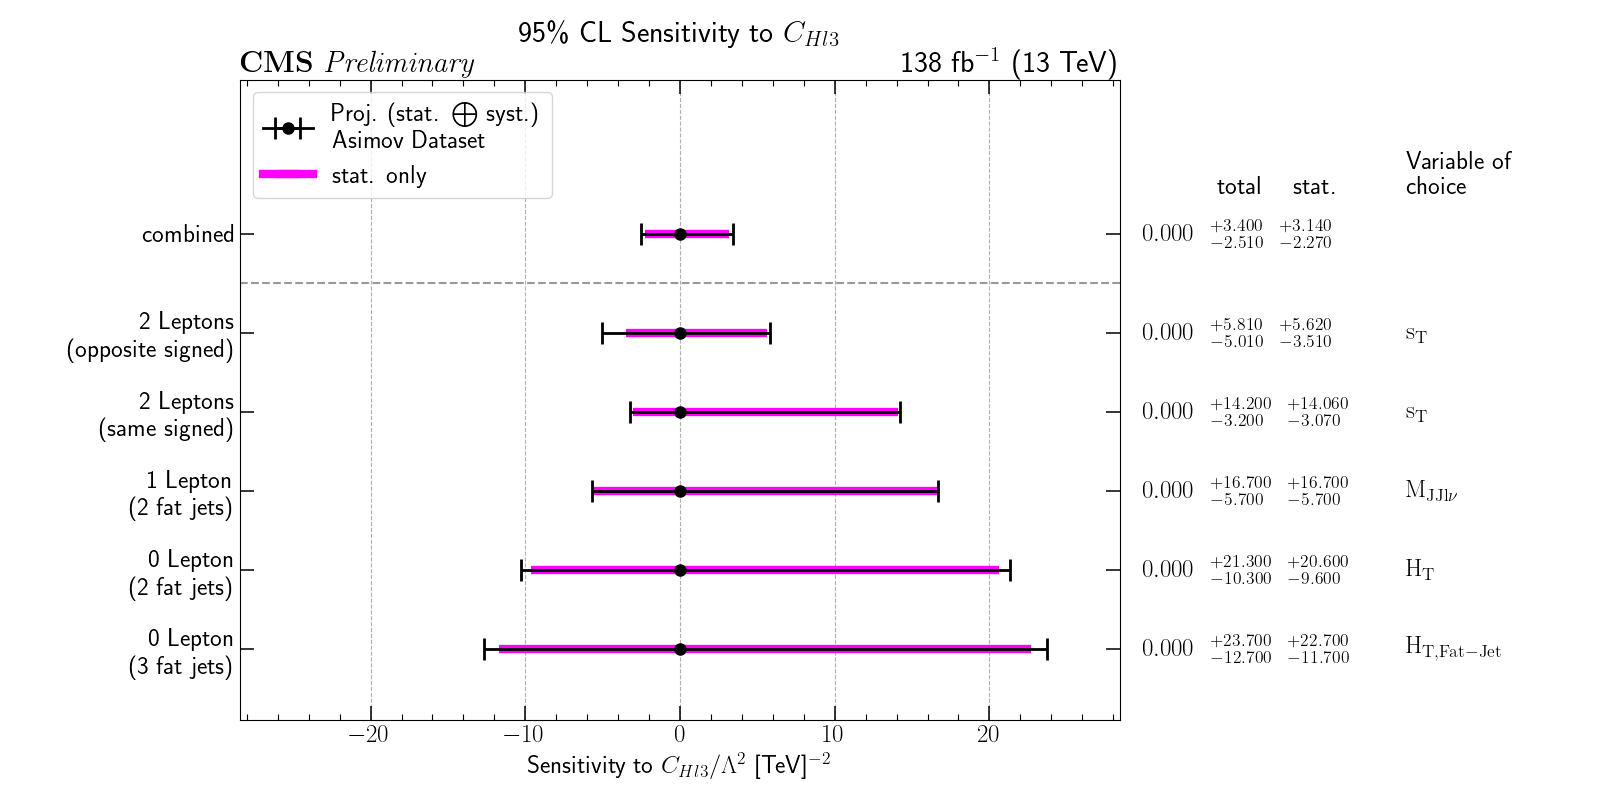 95% CL Sensitivity to C_{Hl3}
CMS Preliminary
138 fb^{−1} (13 TeV)
Proj. (stat. ⨁ syst.)
Asimov Dataset
stat. only
Variable of
choice
total stat.
combined
0.000 +3.400 −2.510 +3.140 −2.270
2 Leptons
(opposite signed)
0.000 +5.810 −5.010 +5.620 −3.510 s_T
2 Leptons
(same signed)
0.000 +14.200 −3.200 +14.060 −3.070 s_T
1 Lepton
(2 fat jets)
0.000 +16.700 −5.700 +16.700 −5.700 M_{JJlν}
0 Lepton
(2 fat jets)
0.000 +21.300 −10.300 +20.600 −9.600 H_T
0 Lepton
(3 fat jets)
0.000 +23.700 −12.700 +22.700 −11.700 H_{T,Fat−Jet}
−20 −10 0 10 20
Sensitivity to C_{Hl3}/Λ² [TeV]^{−2}